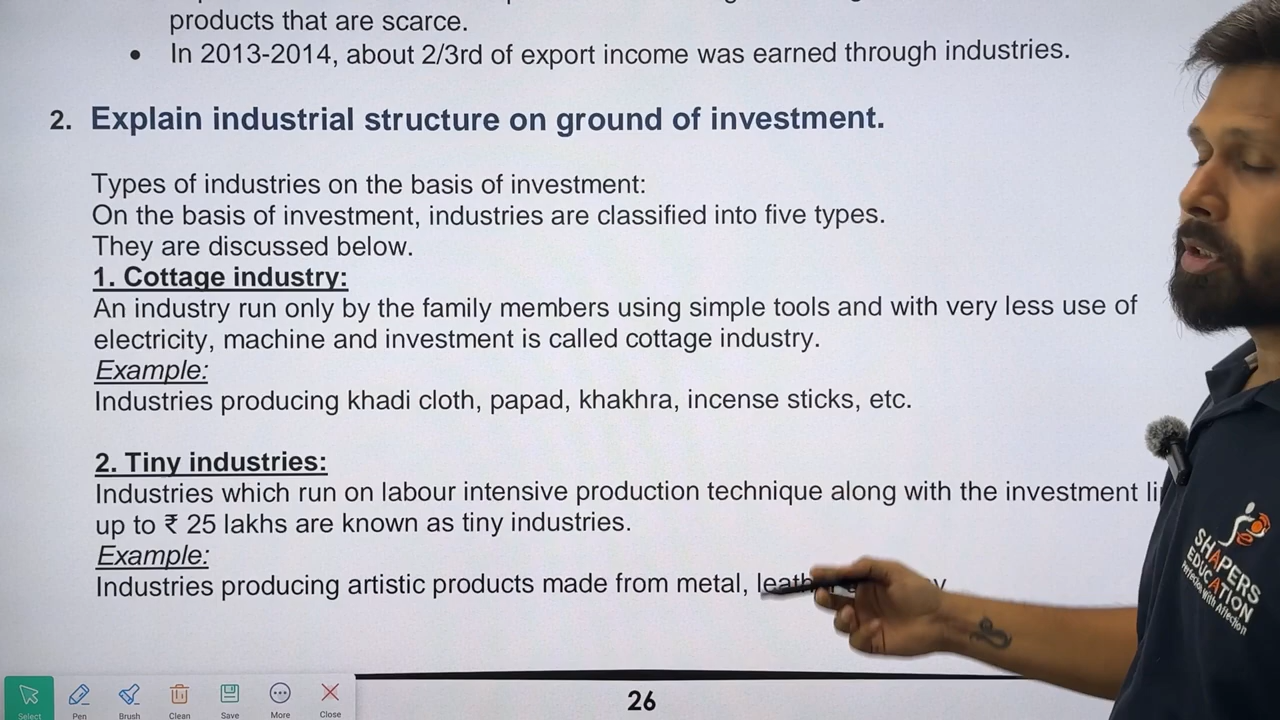 products that are scarce.
• In 2013-2014, about 2/3rd of export income was earned through industries.
2. Explain industrial structure on ground of investment.
Types of industries on the basis of investment:
On the basis of investment, industries are classified into five types.
They are discussed below.
1. Cottage industry:
An industry run only by the family members using simple tools and with very less use of
electricity, machine and investment is called cottage industry.
Example:
Industries producing khadi cloth, papad, khakhra, incense sticks, etc.
2. Tiny industries:
Industries which run on labour intensive production technique along with the investment
up to ₹ 25 lakhs are known as tiny industries.
Example:
Industries producing artistic products made from metal,
26
Select Pen Brush Clean Save More Close
SHAPERS
EDUCATION
Perfection With Affection